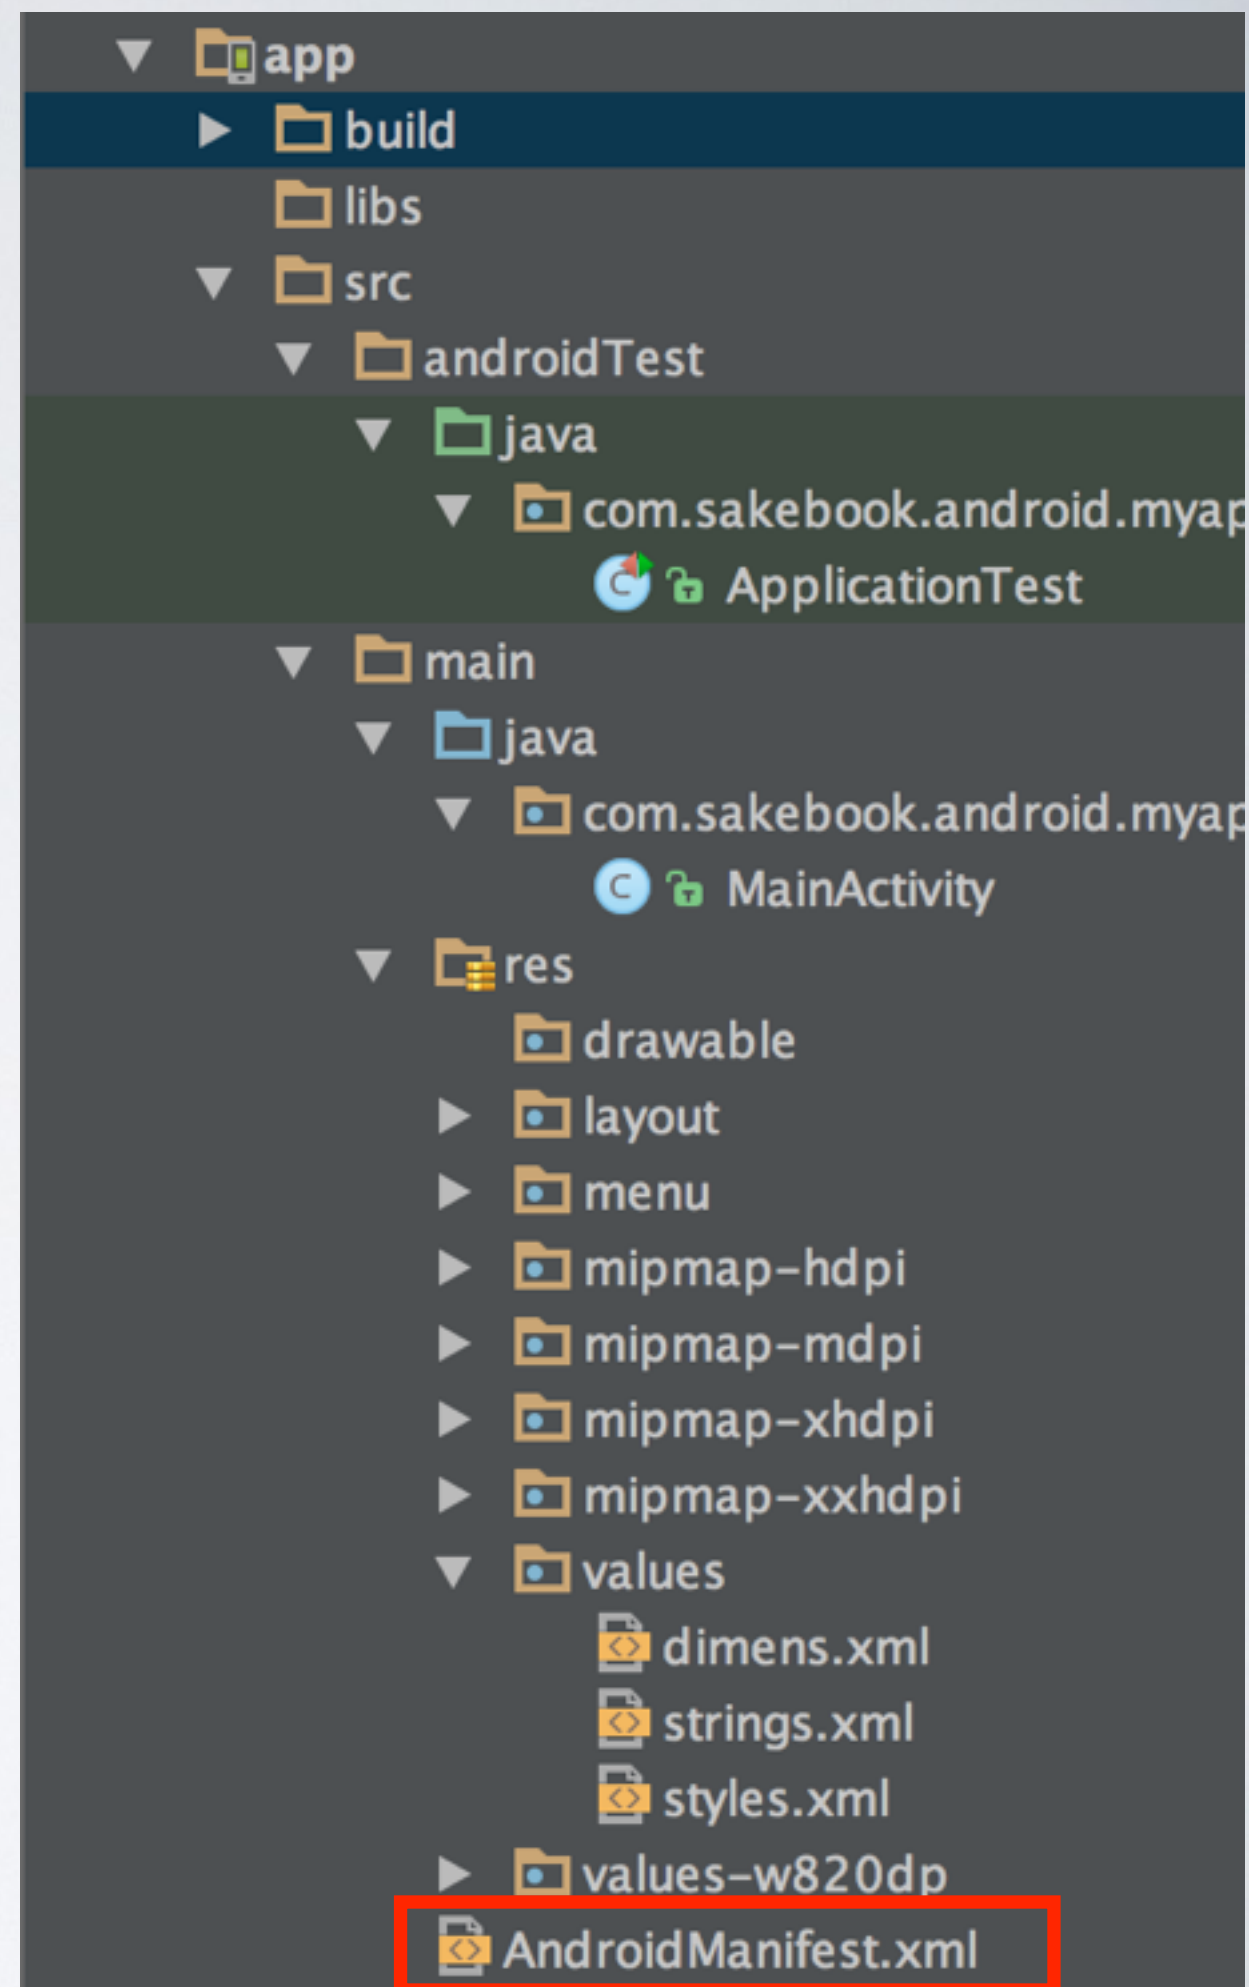 app
build
libs
src
androidTest
java
com.sakebook.android.myap
ApplicationTest
main
java
com.sakebook.android.myap
MainActivity
res
drawable
layout
menu
mipmap-hdpi
mipmap-mdpi
mipmap-xhdpi
mipmap-xxhdpi
values
dimens.xml
strings.xml
styles.xml
values-w820dp
AndroidManifest.xml